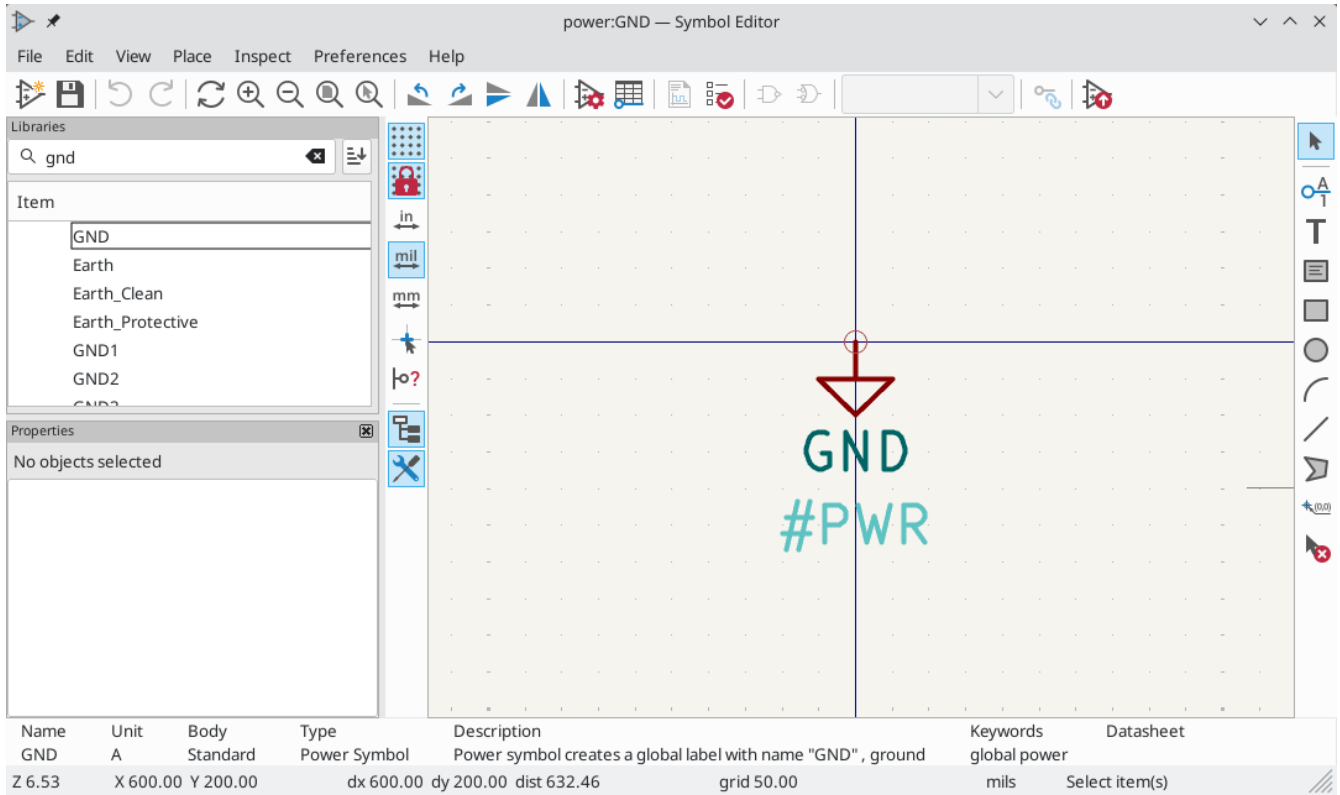 power:GND — Symbol Editor
File Edit View Place Inspect Preferences Help
Libraries
gnd
Item
GND
Earth
Earth_Clean
Earth_Protective
GND1
GND2
Properties
No objects selected
in
mil
mm
?
GND
#PWR
A
1
T
(0,0)
Name Unit Body Type Description Keywords Datasheet
GND A Standard Power Symbol Power symbol creates a global label with name "GND" , ground global power
Z 6.53 X 600.00 Y 200.00 dx 600.00 dy 200.00 dist 632.46 grid 50.00 mils Select item(s)